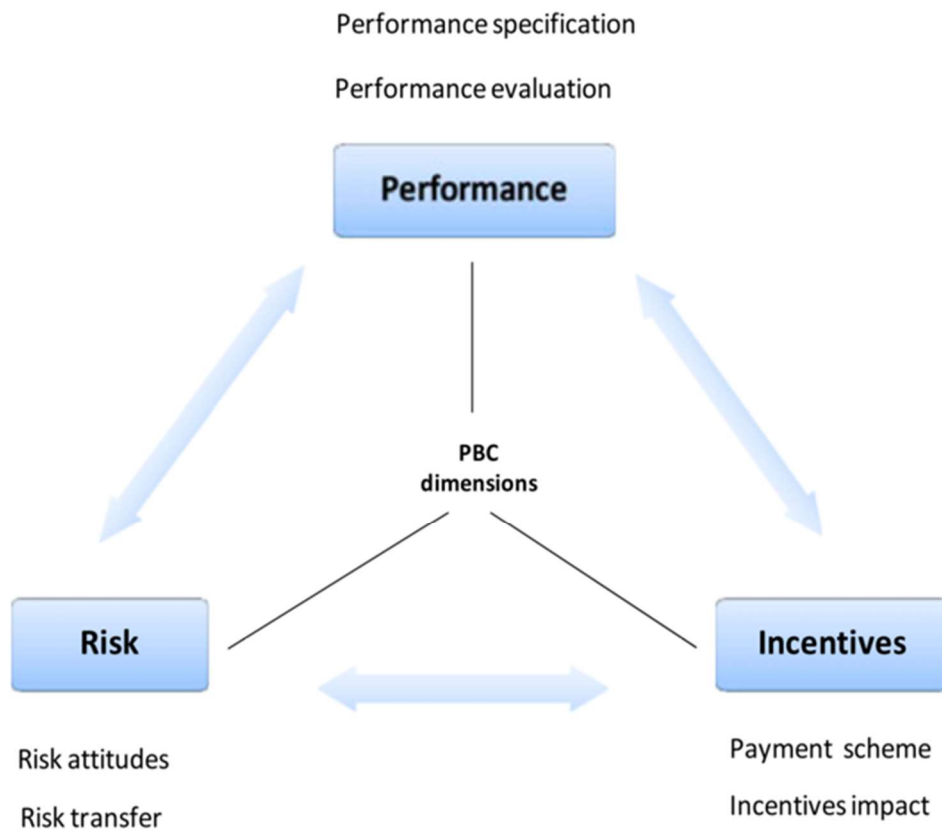 Performance specification
Performance evaluation
Performance
PBC
dimensions
Risk
Incentives
Risk attitudes
Risk transfer
Payment scheme
Incentives impact